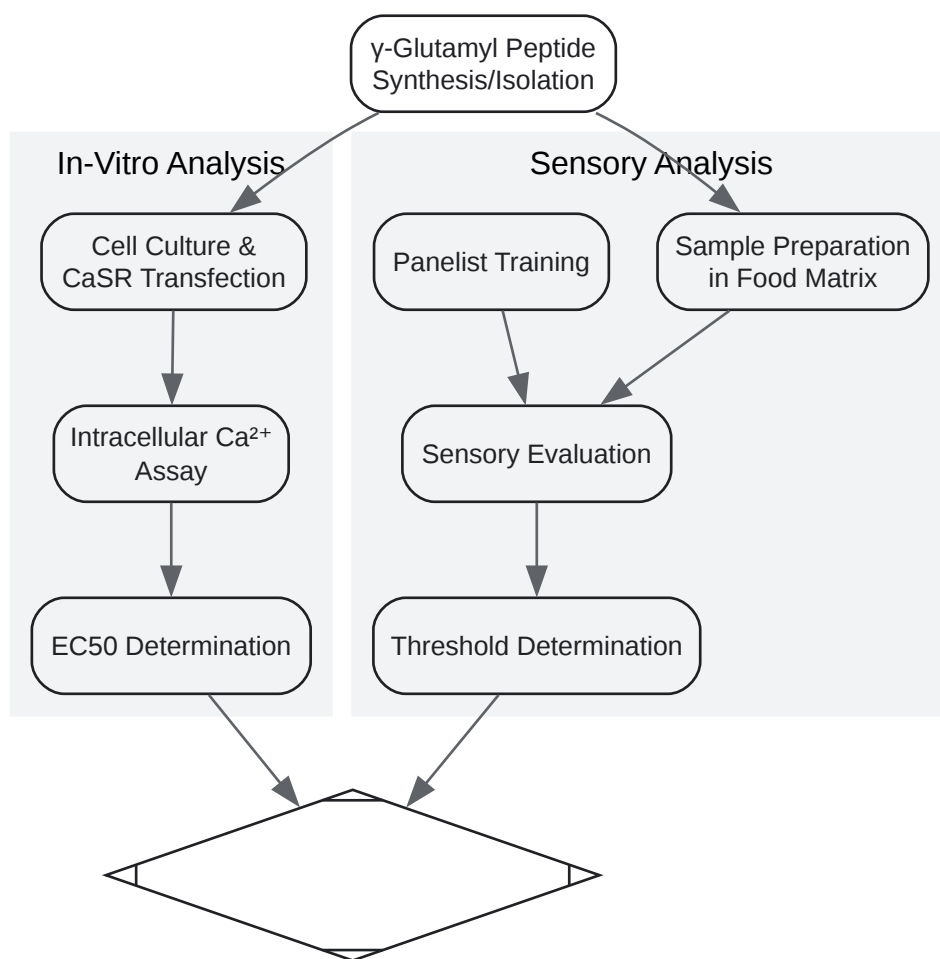 γ-Glutamyl Peptide
Synthesis/Isolation
In-Vitro Analysis
Sensory Analysis
Cell Culture &
CaSR Transfection
Panelist Training
Sample Preparation
in Food Matrix
Intracellular Ca²⁺
Assay
Sensory Evaluation
EC50 Determination
Threshold Determination